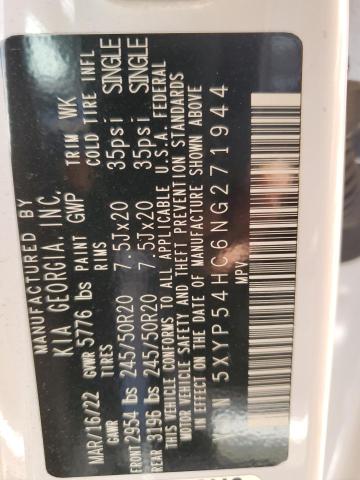 MANUFACTURED BY
KIA GEORGIA, INC.
MAR/16/22 GVWR 5776 lbs PAINT GWP TRIM WK
GAWR RIMS COLD TIRE INFL
FRONT 2954 lbs 245/50R20 7.5Jx20 35psi SINGLE
REAR 3196 lbs 245/50R20 7.5Jx20 35psi SINGLE
THIS VEHICLE CONFORMS TO ALL APPLICABLE U.S.A. FEDERAL
MOTOR VEHICLE SAFETY AND THEFT PREVENTION STANDARDS
IN EFFECT ON THE DATE OF MANUFACTURE SHOWN ABOVE
5XYP54HC6NG271944
MPV